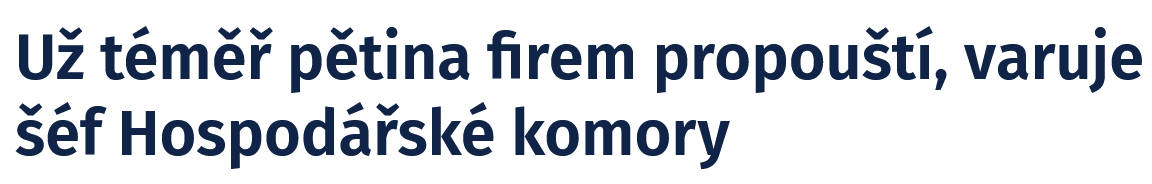 Už téměř pětina firem propouští, varuje
šéf Hospodářské komory